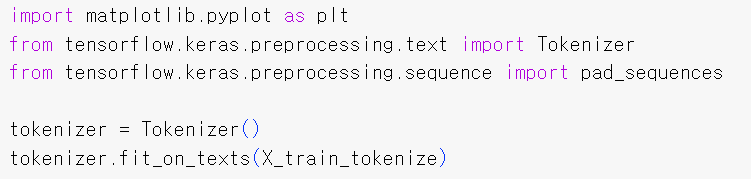 import matplotlib.pyplot as plt
from tensorflow.keras.preprocessing.text import Tokenizer
from tensorflow.keras.preprocessing.sequence import pad_sequences
tokenizer = Tokenizer()
tokenizer.fit_on_texts(X_train_tokenize)